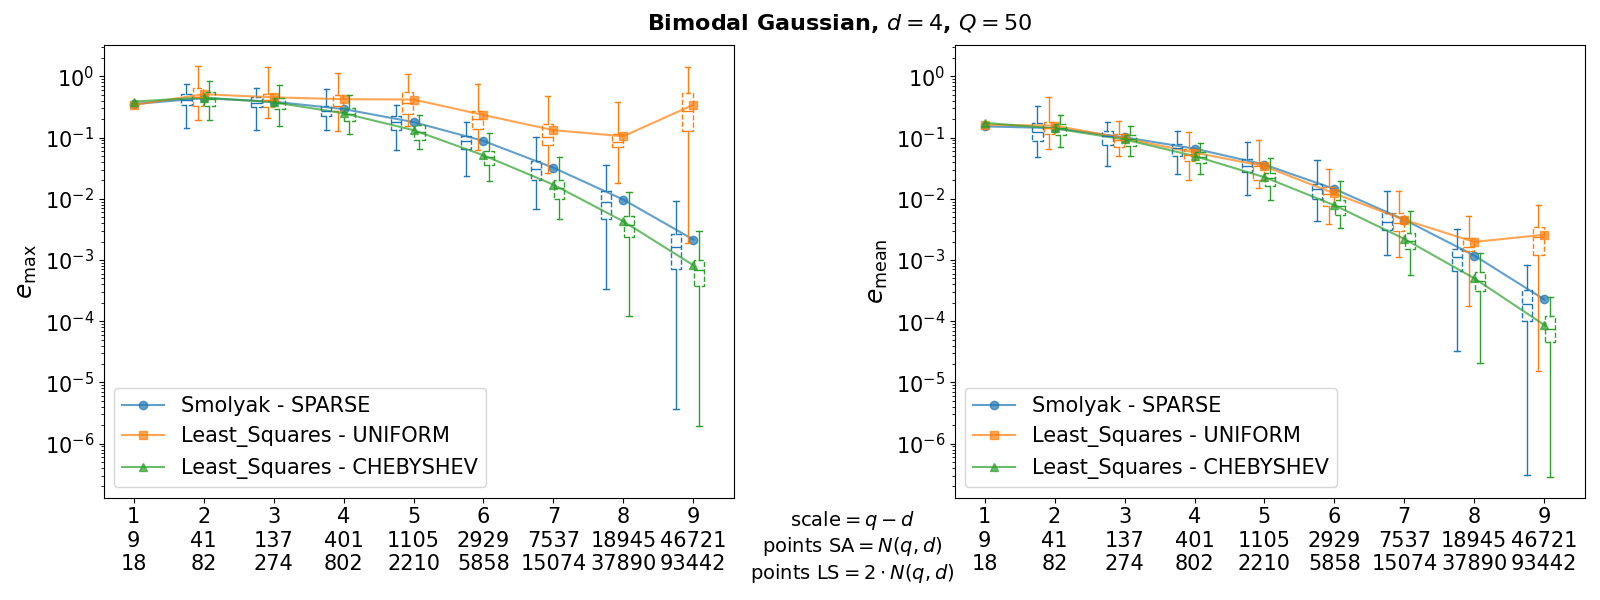 Bimodal Gaussian, d = 4, Q = 50
e_max
10^0
10^-1
10^-2
10^-3
10^-4
10^-5
10^-6
Smolyak - SPARSE
Least_Squares - UNIFORM
Least_Squares - CHEBYSHEV
1 2 3 4 5 6 7 8 9
9 41 137 401 1105 2929 7537 18945 46721
18 82 274 802 2210 5858 15074 37890 93442
scale = q − d
points SA = N(q, d)
points LS = 2 · N(q, d)
e_mean
10^0
10^-1
10^-2
10^-3
10^-4
10^-5
10^-6
Smolyak - SPARSE
Least_Squares - UNIFORM
Least_Squares - CHEBYSHEV
1 2 3 4 5 6 7 8 9
9 41 137 401 1105 2929 7537 18945 46721
18 82 274 802 2210 5858 15074 37890 93442